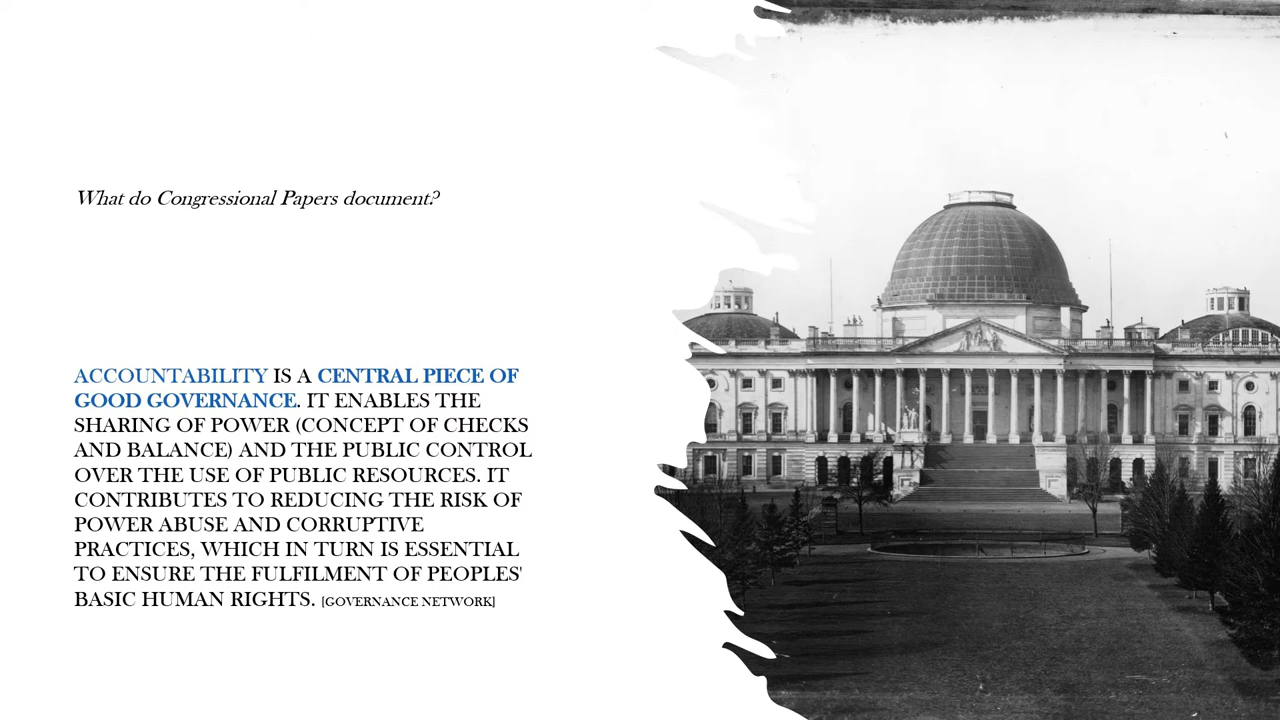 What do Congressional Papers document?
ACCOUNTABILITY IS A CENTRAL PIECE OF
GOOD GOVERNANCE. IT ENABLES THE
SHARING OF POWER (CONCEPT OF CHECKS
AND BALANCE) AND THE PUBLIC CONTROL
OVER THE USE OF PUBLIC RESOURCES. IT
CONTRIBUTES TO REDUCING THE RISK OF
POWER ABUSE AND CORRUPTIVE
PRACTICES, WHICH IN TURN IS ESSENTIAL
TO ENSURE THE FULFILMENT OF PEOPLES'
BASIC HUMAN RIGHTS. [GOVERNANCE NETWORK]